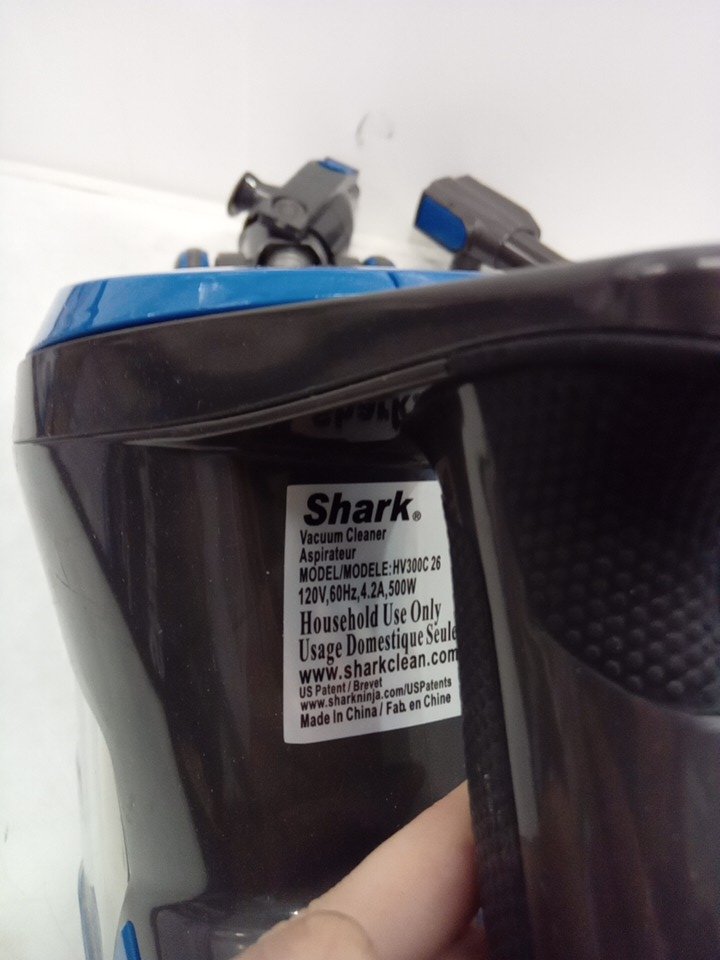 Shark®
Vacuum Cleaner
Aspirateur
MODEL/MODELE:HV300C 26
120V,60Hz,4.2A,500W
Household Use Only
Usage Domestique Seule
www.sharkclean.com
US Patent / Brevet
www.sharkninja.com/USPatents
Made In China / Fab. en Chine